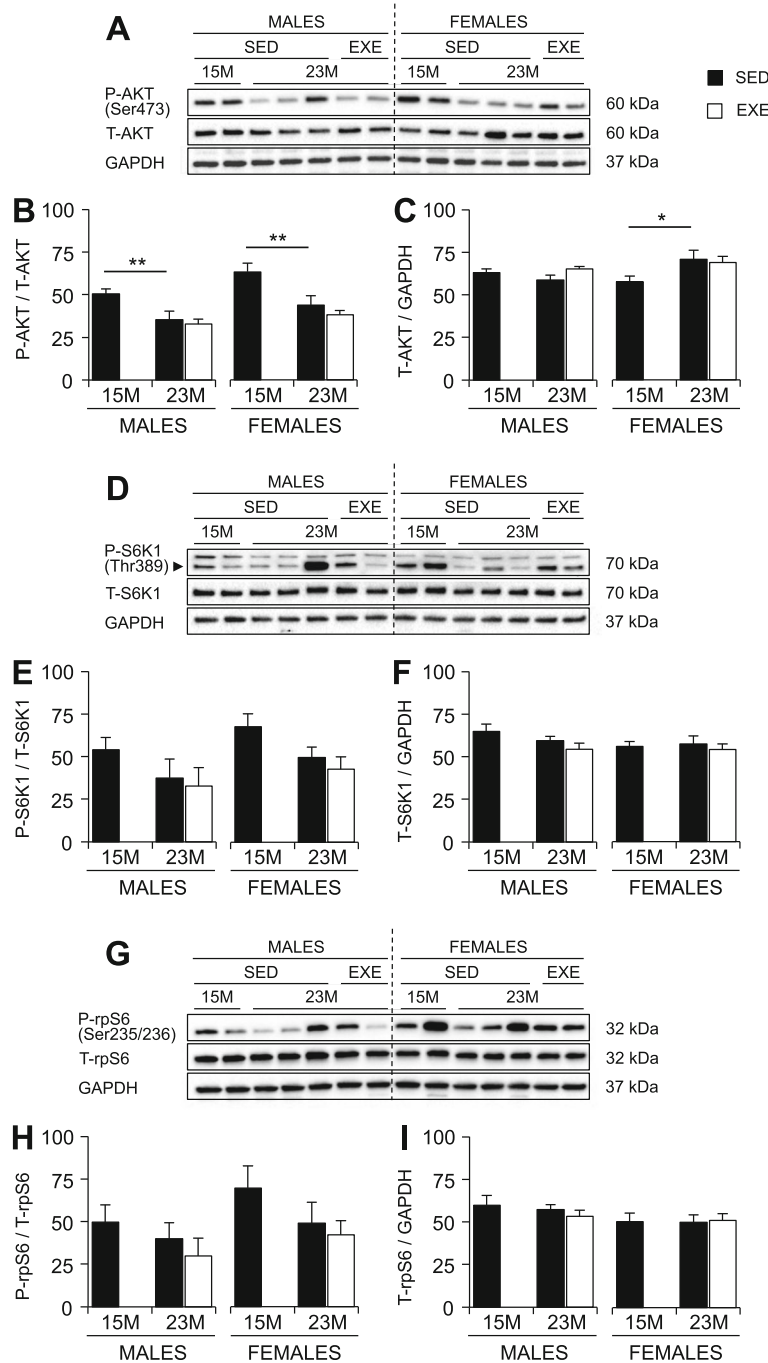 A
MALES FEMALES
SED EXE SED EXE
15M 23M 15M 23M
P-AKT
(Ser473) 60 kDa
T-AKT 60 kDa
GAPDH 37 kDa
SED
EXE
B
P-AKT / T-AKT
100
75
50
25
0
** **
15M 23M 15M 23M
MALES FEMALES
C
T-AKT / GAPDH
100
75
50
25
0
*
15M 23M 15M 23M
MALES FEMALES
D
MALES FEMALES
SED EXE SED EXE
15M 23M 15M 23M
P-S6K1
(Thr389) 70 kDa
T-S6K1 70 kDa
GAPDH 37 kDa
E
P-S6K1 / T-S6K1
100
75
50
25
0
15M 23M 15M 23M
MALES FEMALES
F
T-S6K1 / GAPDH
100
75
50
25
0
15M 23M 15M 23M
MALES FEMALES
G
MALES FEMALES
SED EXE SED EXE
15M 23M 15M 23M
P-rpS6
(Ser235/236) 32 kDa
T-rpS6 32 kDa
GAPDH 37 kDa
H
P-rpS6 / T-rpS6
100
75
50
25
0
15M 23M 15M 23M
MALES FEMALES
I
T-rpS6 / GAPDH
100
75
50
25
0
15M 23M 15M 23M
MALES FEMALES